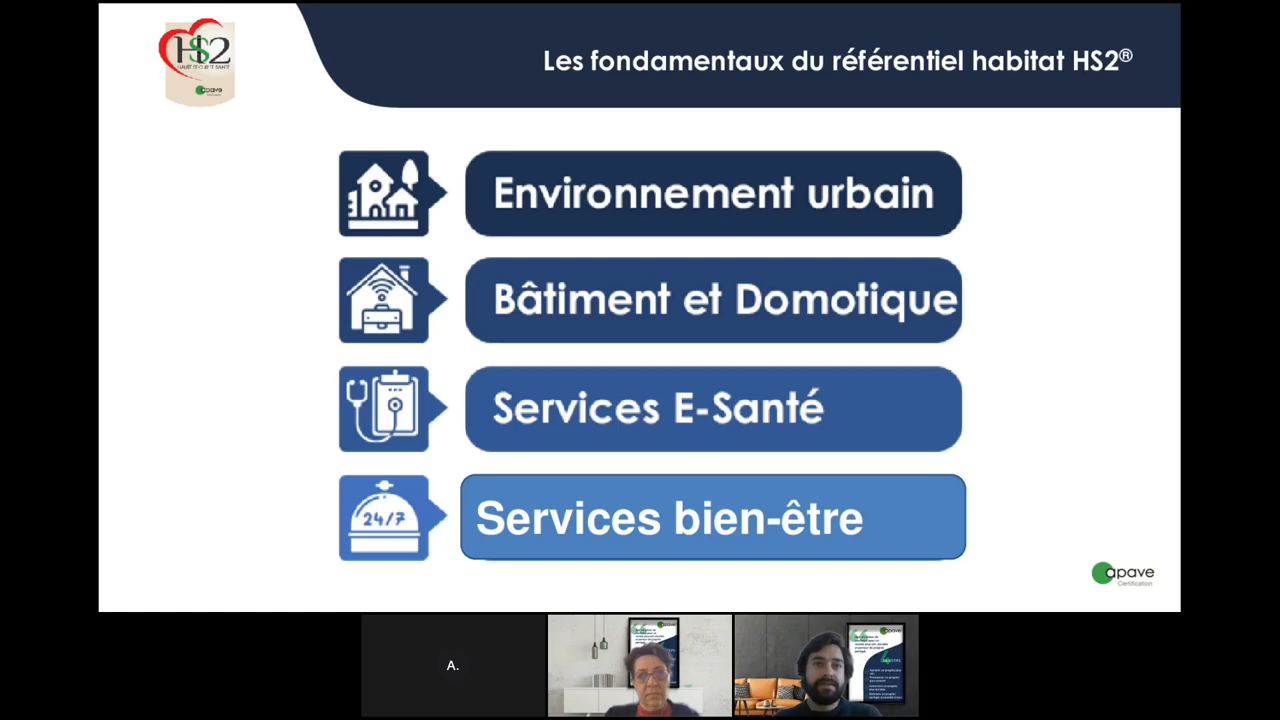 HS2
HAUTE SÉCURITÉ SANTÉ
apave
Les fondamentaux du référentiel habitat HS2®
Environnement urbain
Bâtiment et Domotique
Services E-Santé
24/7
Services bien-être
apave
Certification
A.
apave